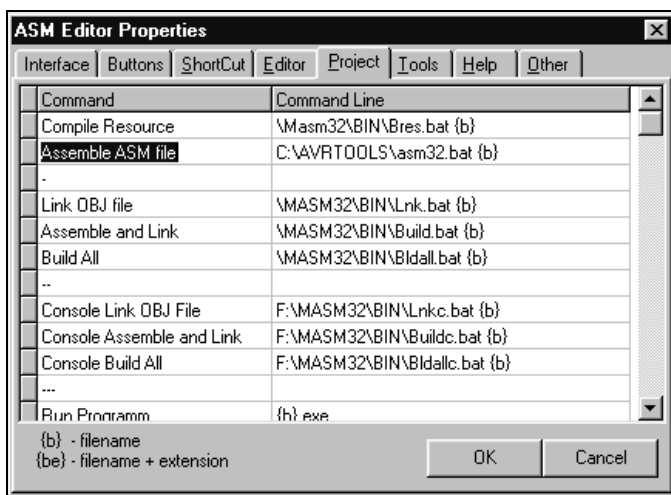 ASM Editor Properties
Interface Buttons ShortCut Editor Project Tools Help Other
Command Command Line
Compile Resource \Masm32\BIN\Bres.bat {b}
Assemble ASM file C:\AVRTOOLS\asm32.bat {b}
-
Link OBJ file \MASM32\BIN\Lnk.bat {b}
Assemble and Link \MASM32\BIN\Build.bat {b}
Build All \MASM32\BIN\Bldall.bat {b}
--
Console Link OBJ File F:\MASM32\BIN\Lnkc.bat {b}
Console Assemble and Link F:\MASM32\BIN\Buildc.bat {b}
Console Build All F:\MASM32\BIN\Bldallc.bat {b}
---
Run Programm {b}.exe
{b} - filename
{be} - filename + extension
OK Cancel